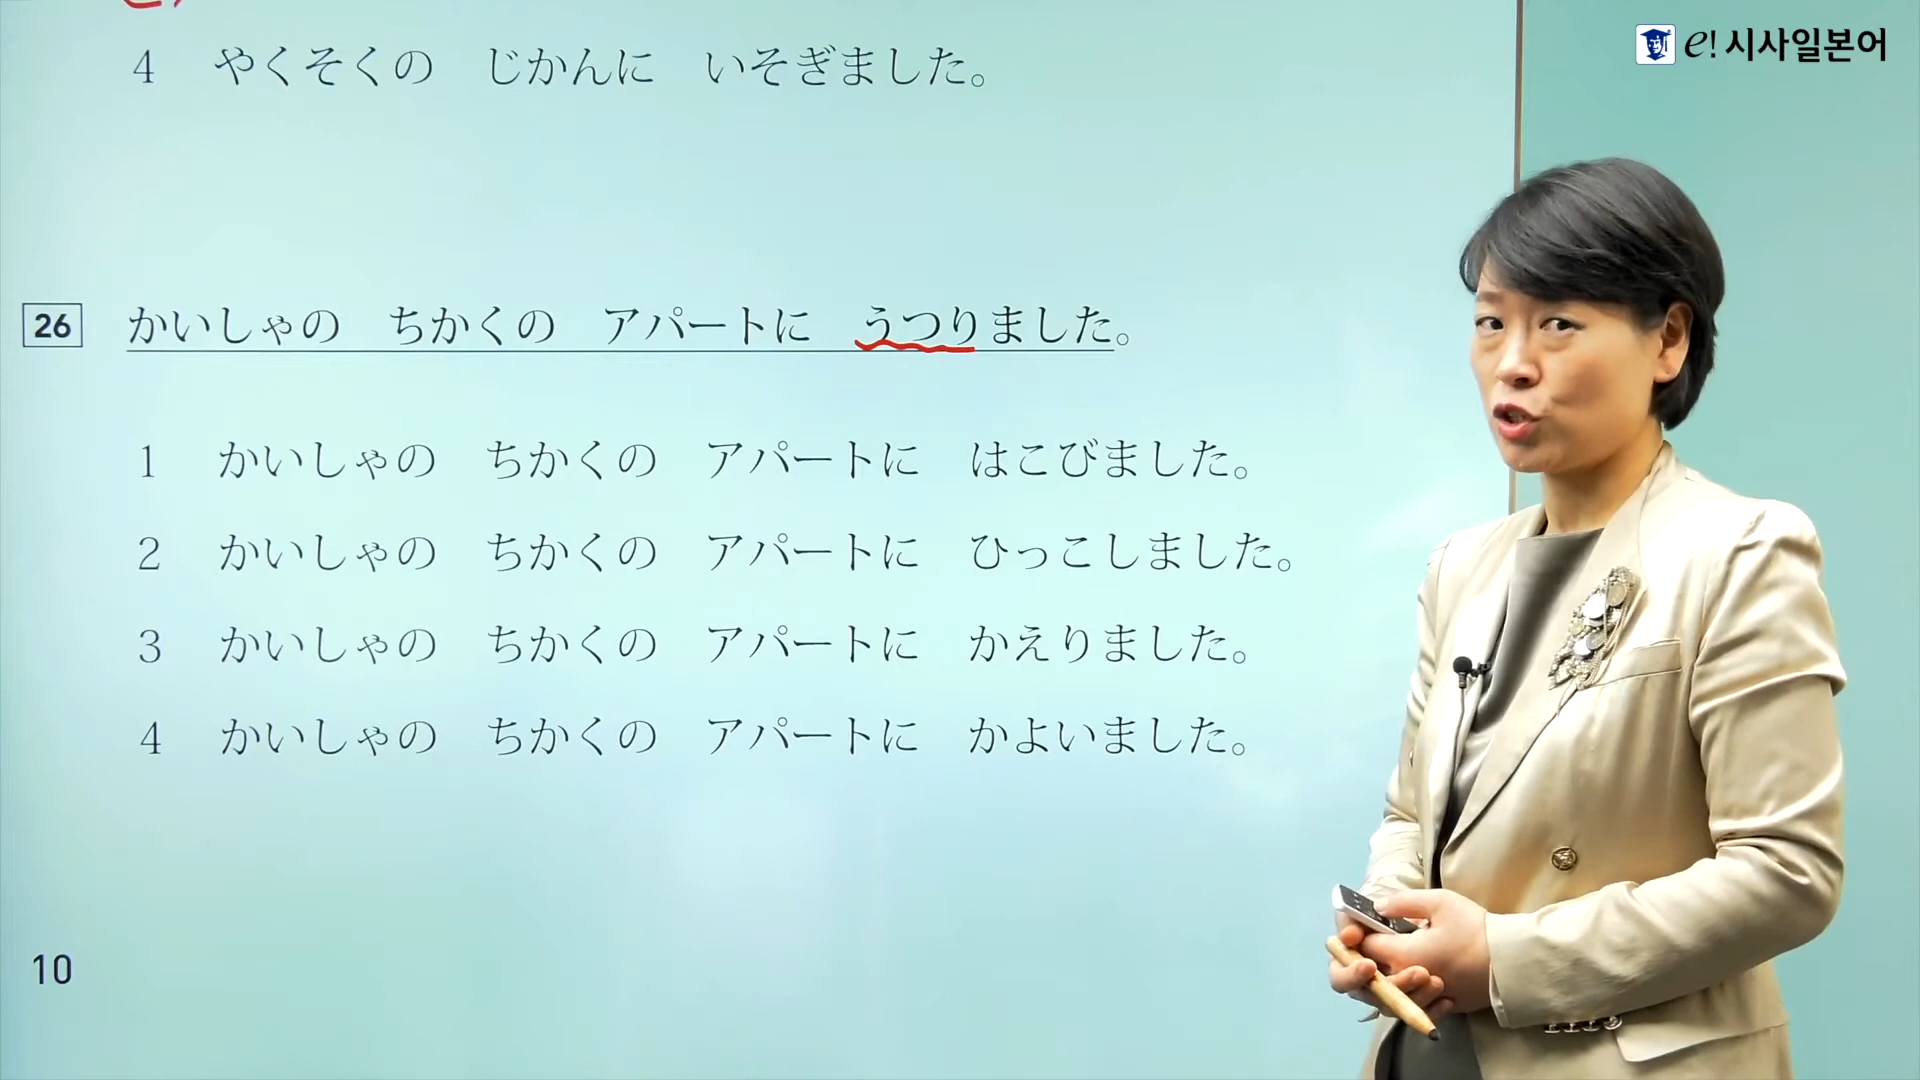 e! 시사일본어
4 やくそくの じかんに いそぎました。
26 かいしゃの ちかくの アパートに うつりました。
1 かいしゃの ちかくの アパートに はこびました。
2 かいしゃの ちかくの アパートに ひっこしました。
3 かいしゃの ちかくの アパートに かえりました。
4 かいしゃの ちかくの アパートに かよいました。
10